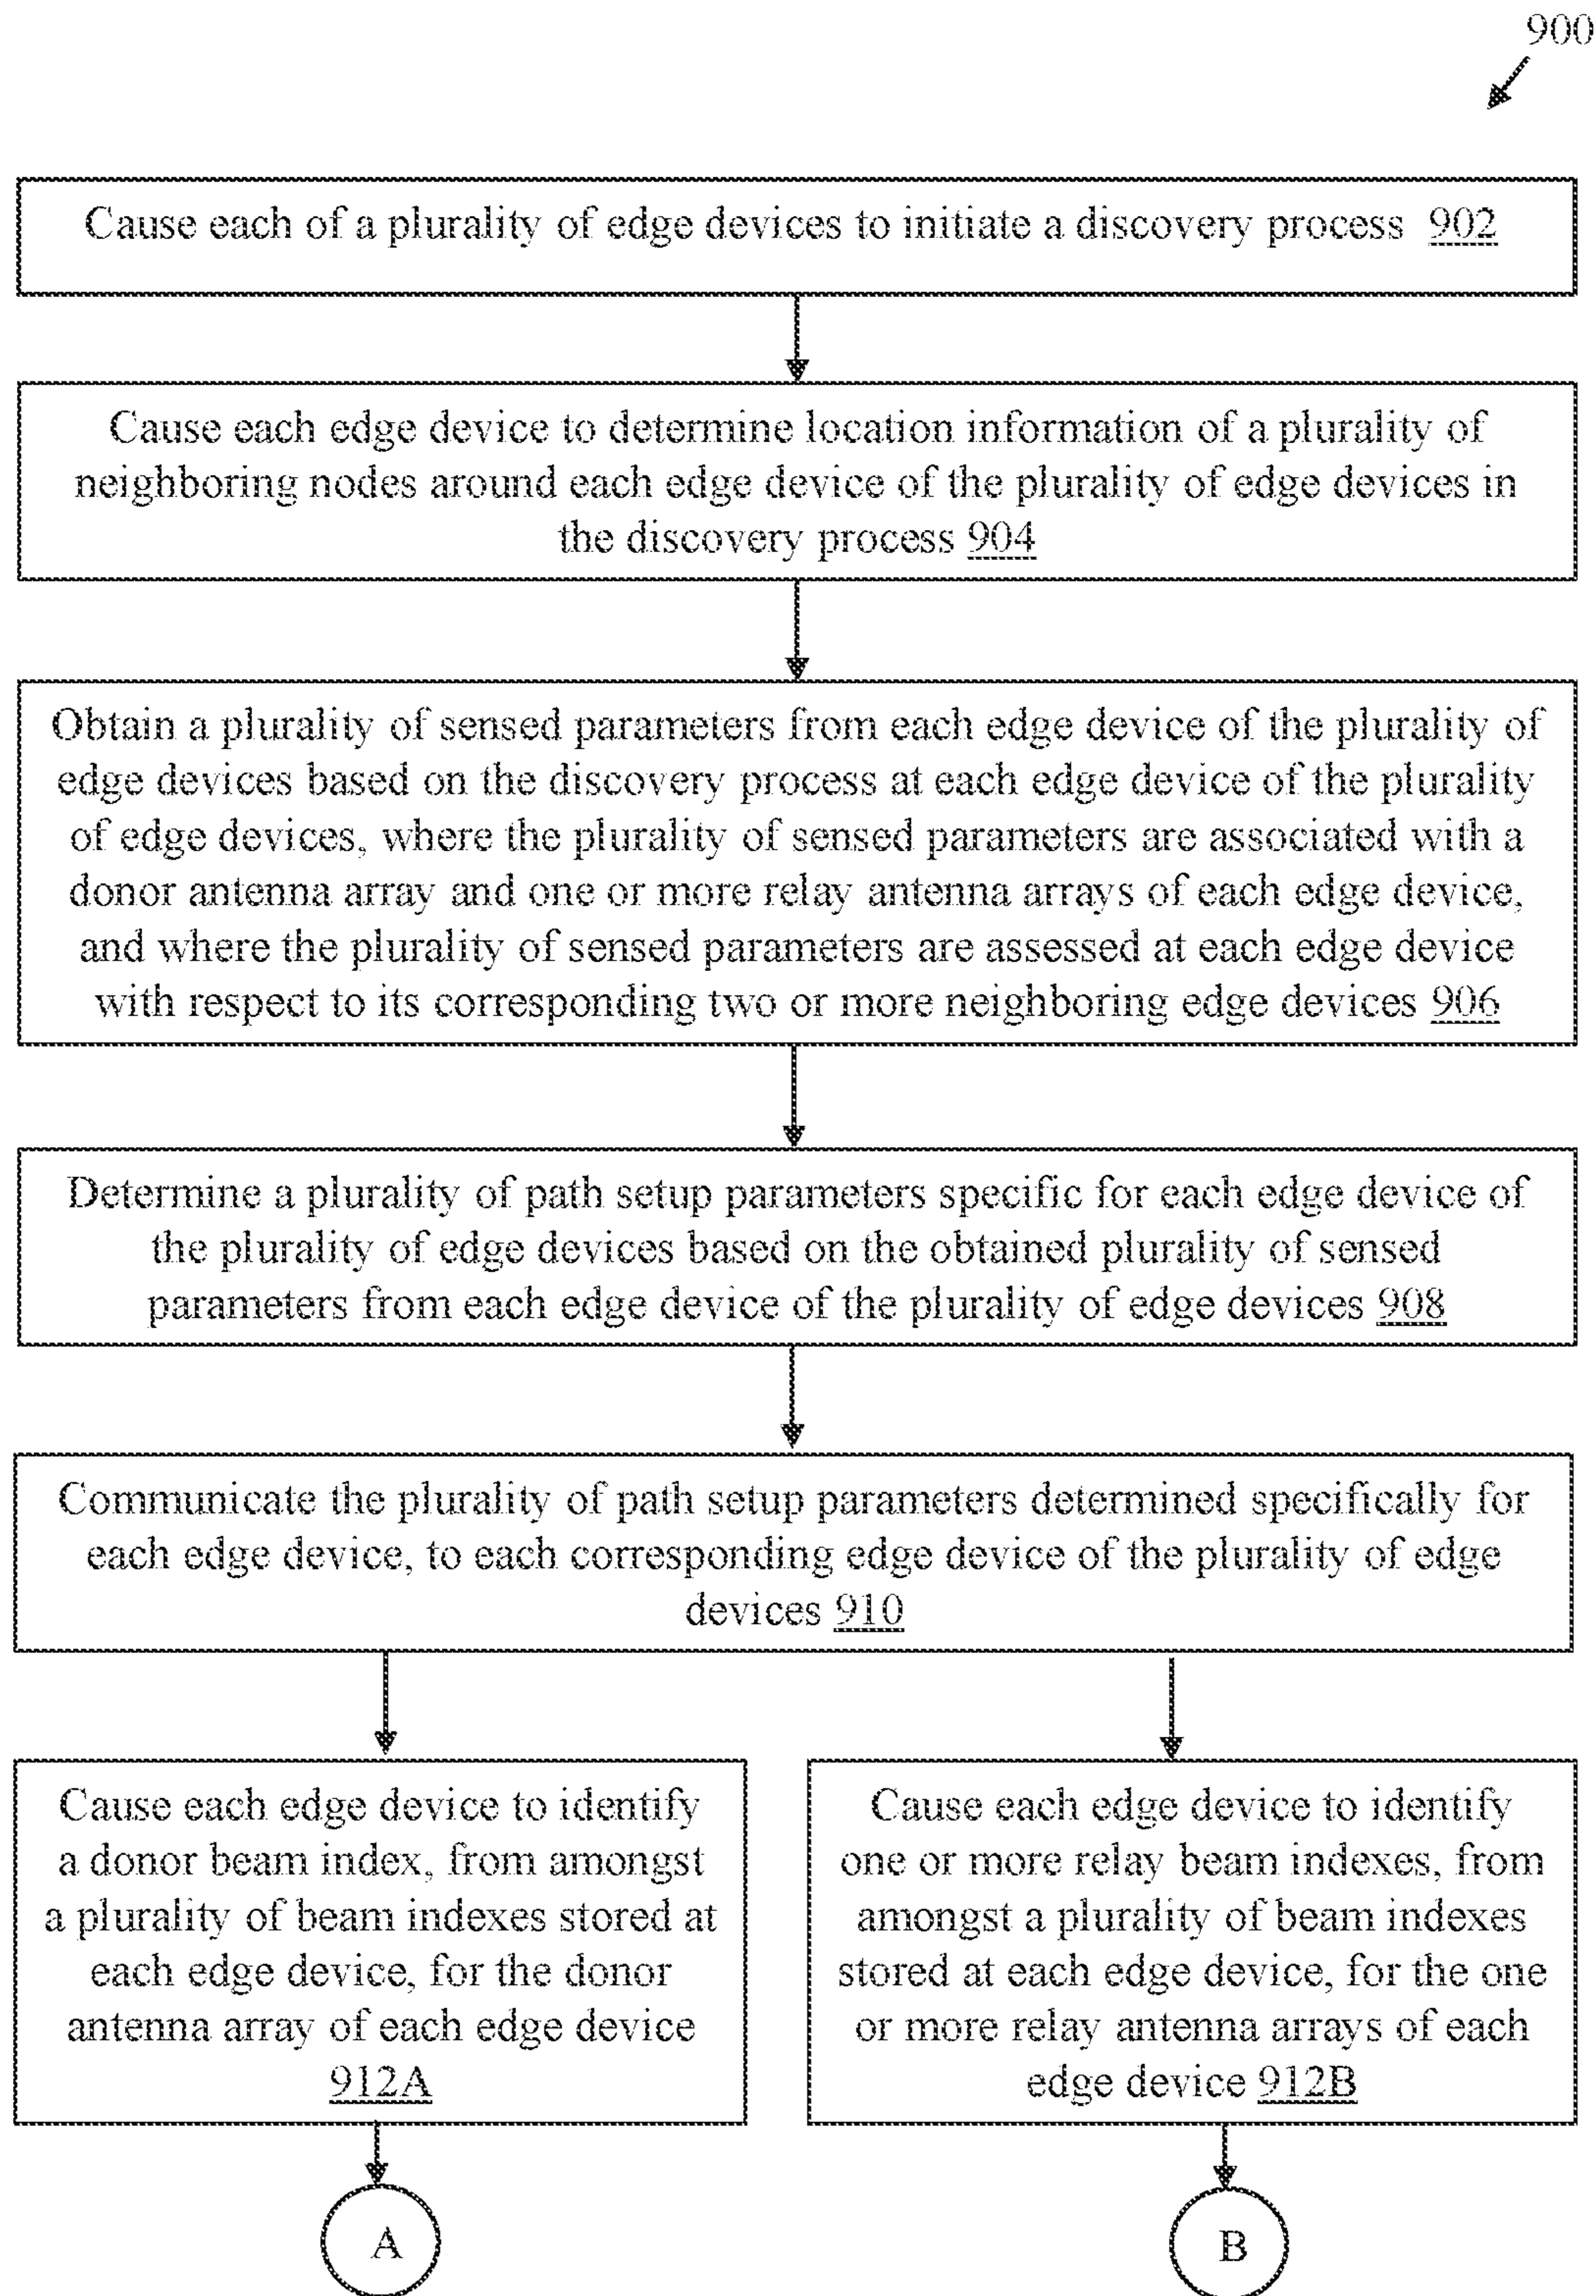 900
Cause each of a plurality of edge devices to initiate a discovery process 902
Cause each edge device to determine location information of a plurality of
neighboring nodes around each edge device of the plurality of edge devices in
the discovery process 904
Obtain a plurality of sensed parameters from each edge device of the plurality of
edge devices based on the discovery process at each edge device of the plurality
of edge devices, where the plurality of sensed parameters are associated with a
donor antenna array and one or more relay antenna arrays of each edge device,
and where the plurality of sensed parameters are assessed at each edge device
with respect to its corresponding two or more neighboring edge devices 906
Determine a plurality of path setup parameters specific for each edge device of
the plurality of edge devices based on the obtained plurality of sensed
parameters from each edge device of the plurality of edge devices 908
Communicate the plurality of path setup parameters determined specifically for
each edge device, to each corresponding edge device of the plurality of edge
devices 910
Cause each edge device to identify
a donor beam index, from amongst
a plurality of beam indexes stored at
each edge device, for the donor
antenna array of each edge device
912A
Cause each edge device to identify
one or more relay beam indexes, from
amongst a plurality of beam indexes
stored at each edge device, for the one
or more relay antenna arrays of each
edge device 912B
A
B